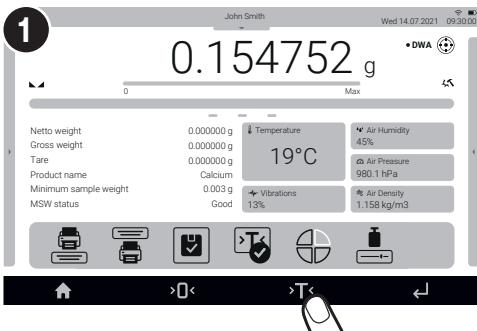 1
John Smith
Wed 14.07.2021 09:30:00
0.154752 g
• DWA
0 Max
Netto weight 0.000000 g
Gross weight 0.000000 g
Tare 0.000000 g
Product name Calcium
Minimum sample weight 0.003 g
MSW status Good
Temperature
19°C
Vibrations
13%
Air Humidity
45%
Air Preasure
980.1 hPa
Air Density
1.158 kg/m3
>T<
>0<
>T<